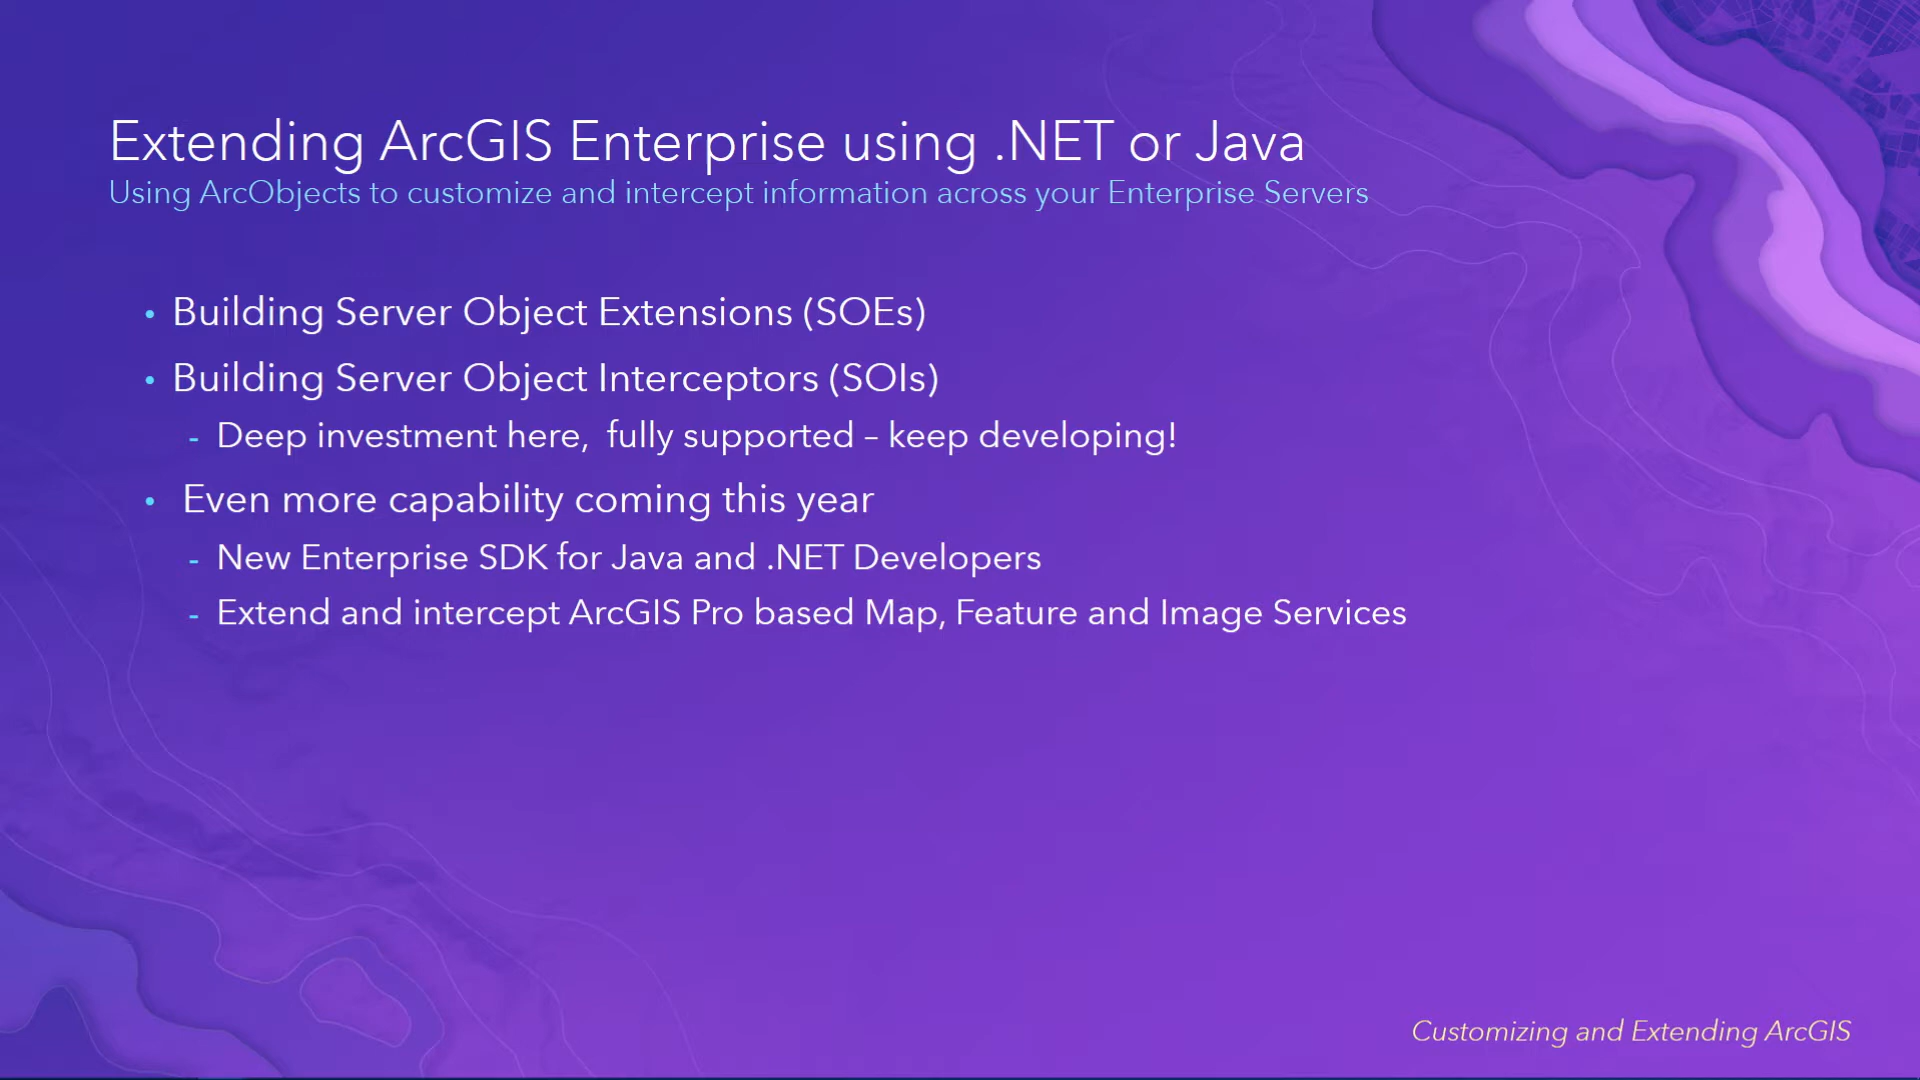 Extending ArcGIS Enterprise using .NET or Java
Using ArcObjects to customize and intercept information across your Enterprise Servers
• Building Server Object Extensions (SOEs)
• Building Server Object Interceptors (SOIs)
- Deep investment here,  fully supported – keep developing!
• Even more capability coming this year
- New Enterprise SDK for Java and .NET Developers
- Extend and intercept ArcGIS Pro based Map, Feature and Image Services
Customizing and Extending ArcGIS